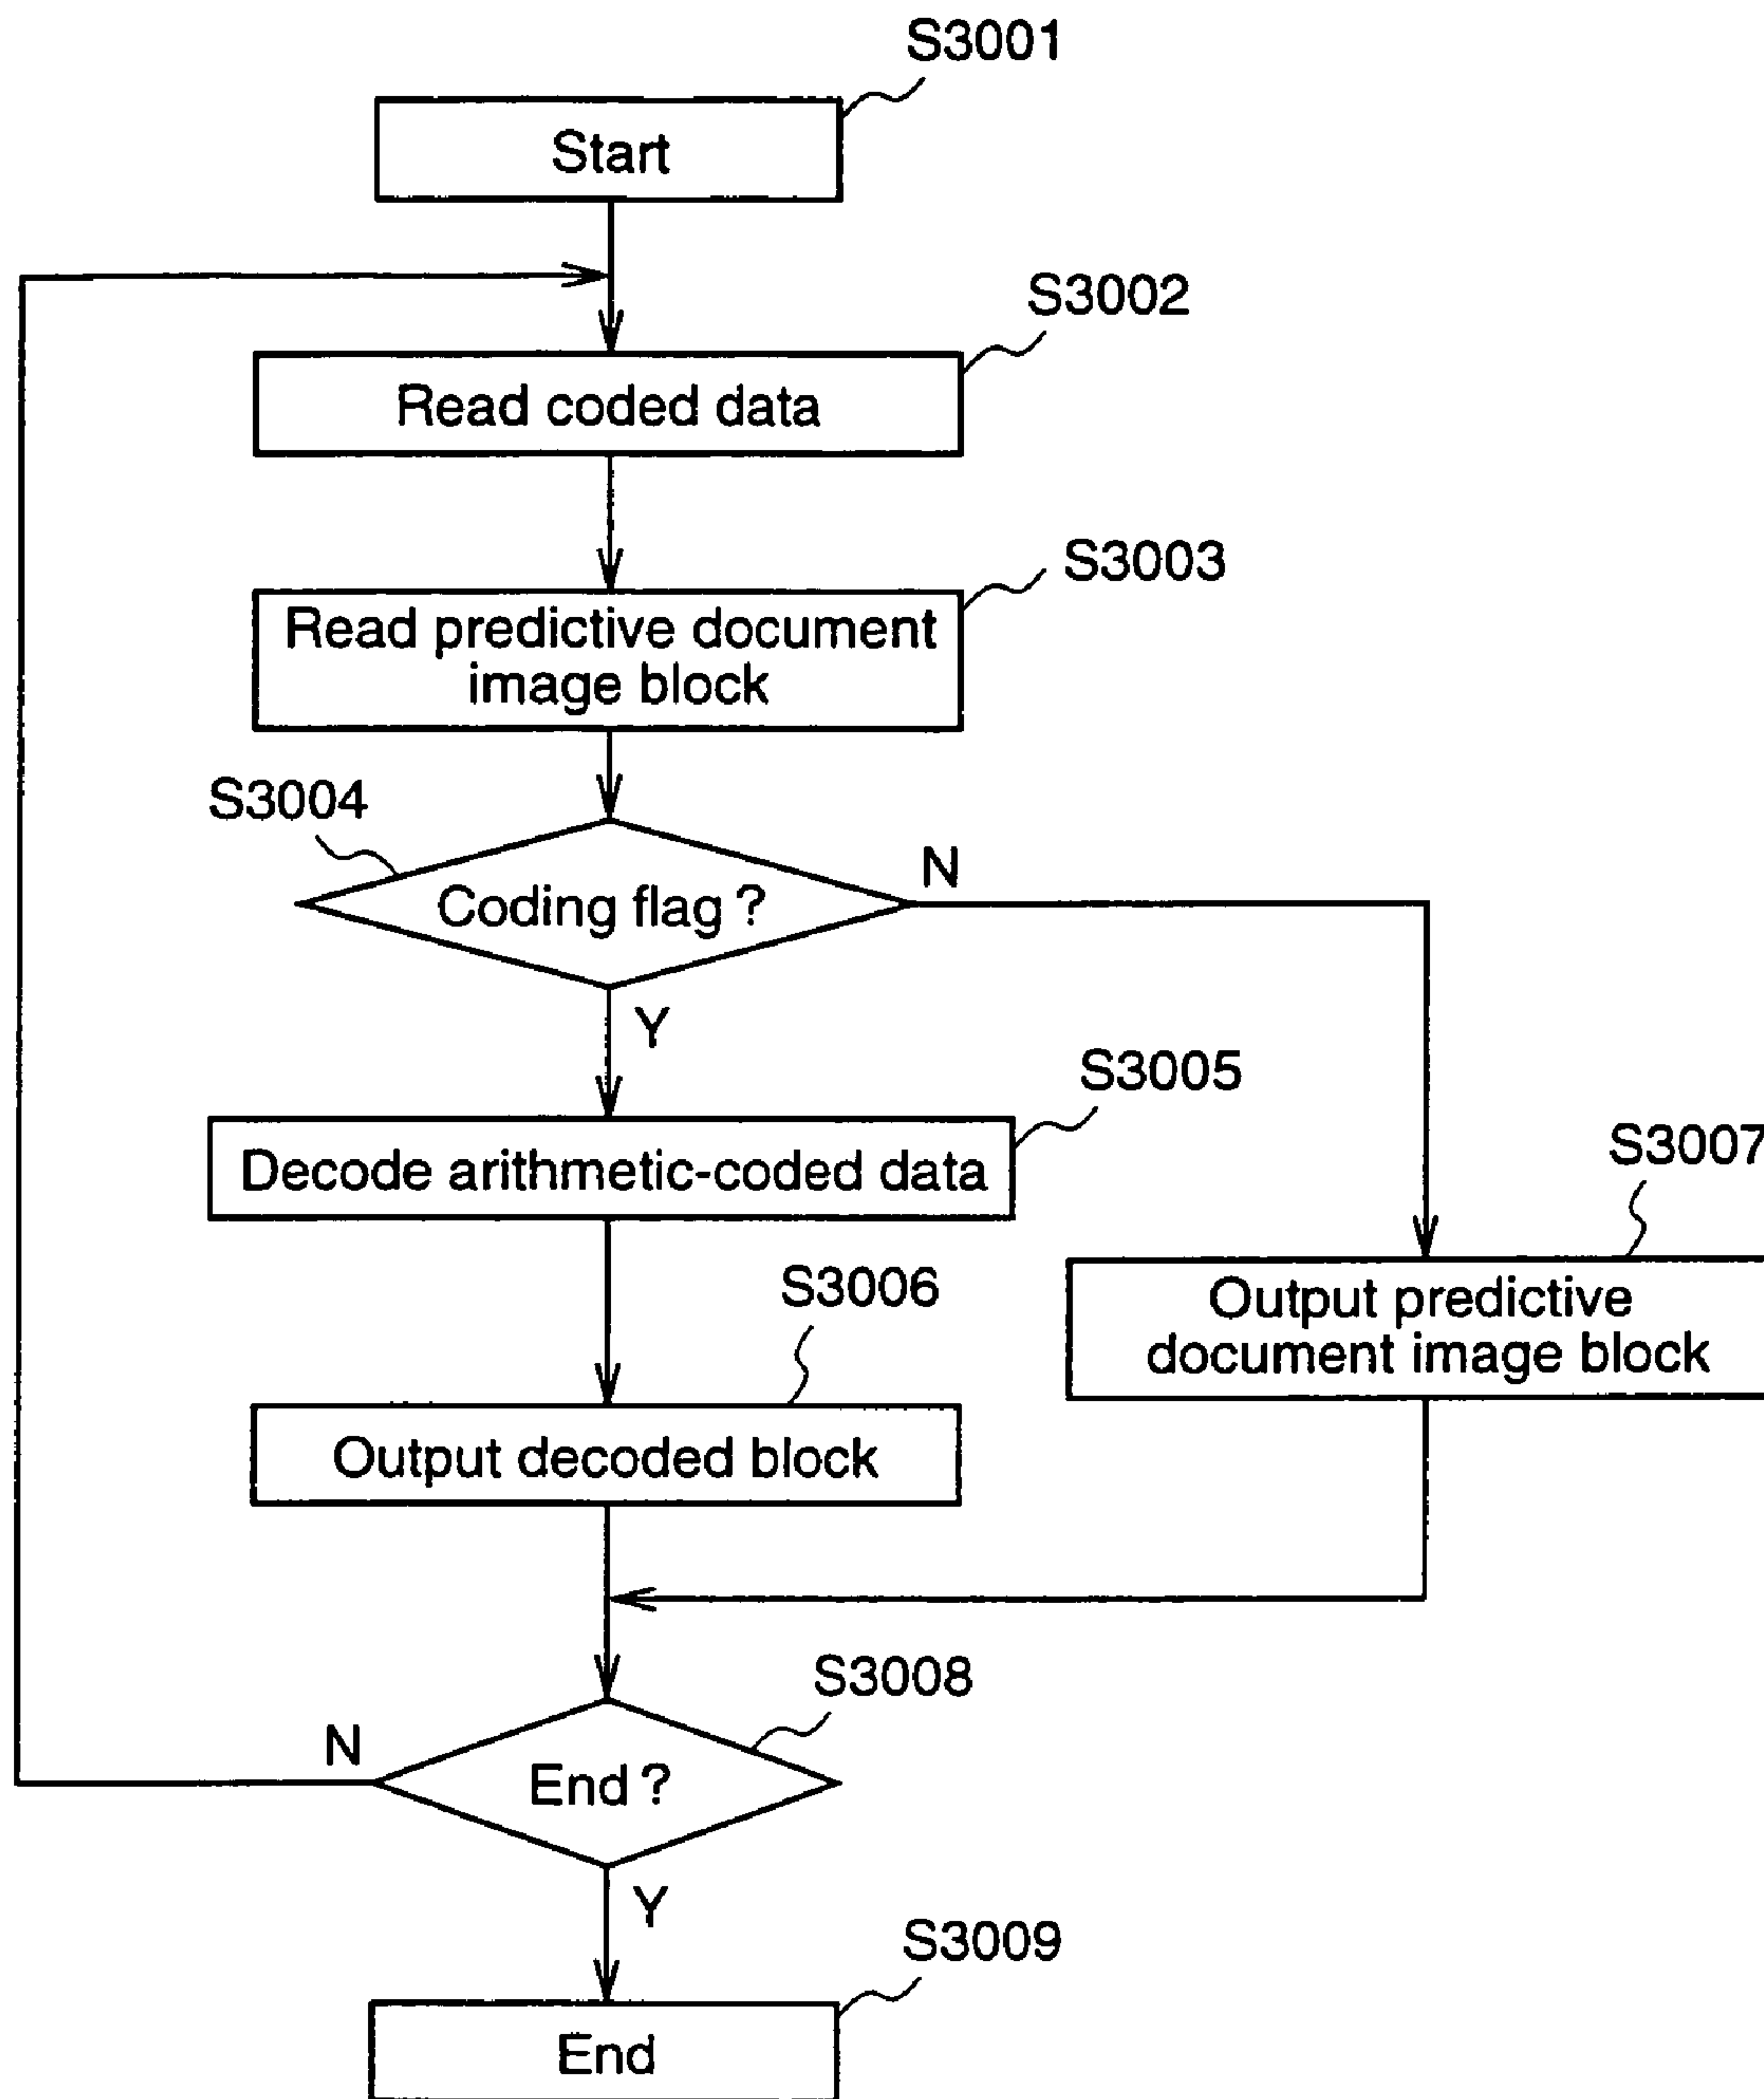 S3001
Start
S3002
Read coded data
S3003
Read predictive document
image block
S3004
Coding flag ?
N
Y
S3005
Decode arithmetic-coded data
S3007
Output predictive
document image block
S3006
Output decoded block
S3008
N
End ?
Y
S3009
End